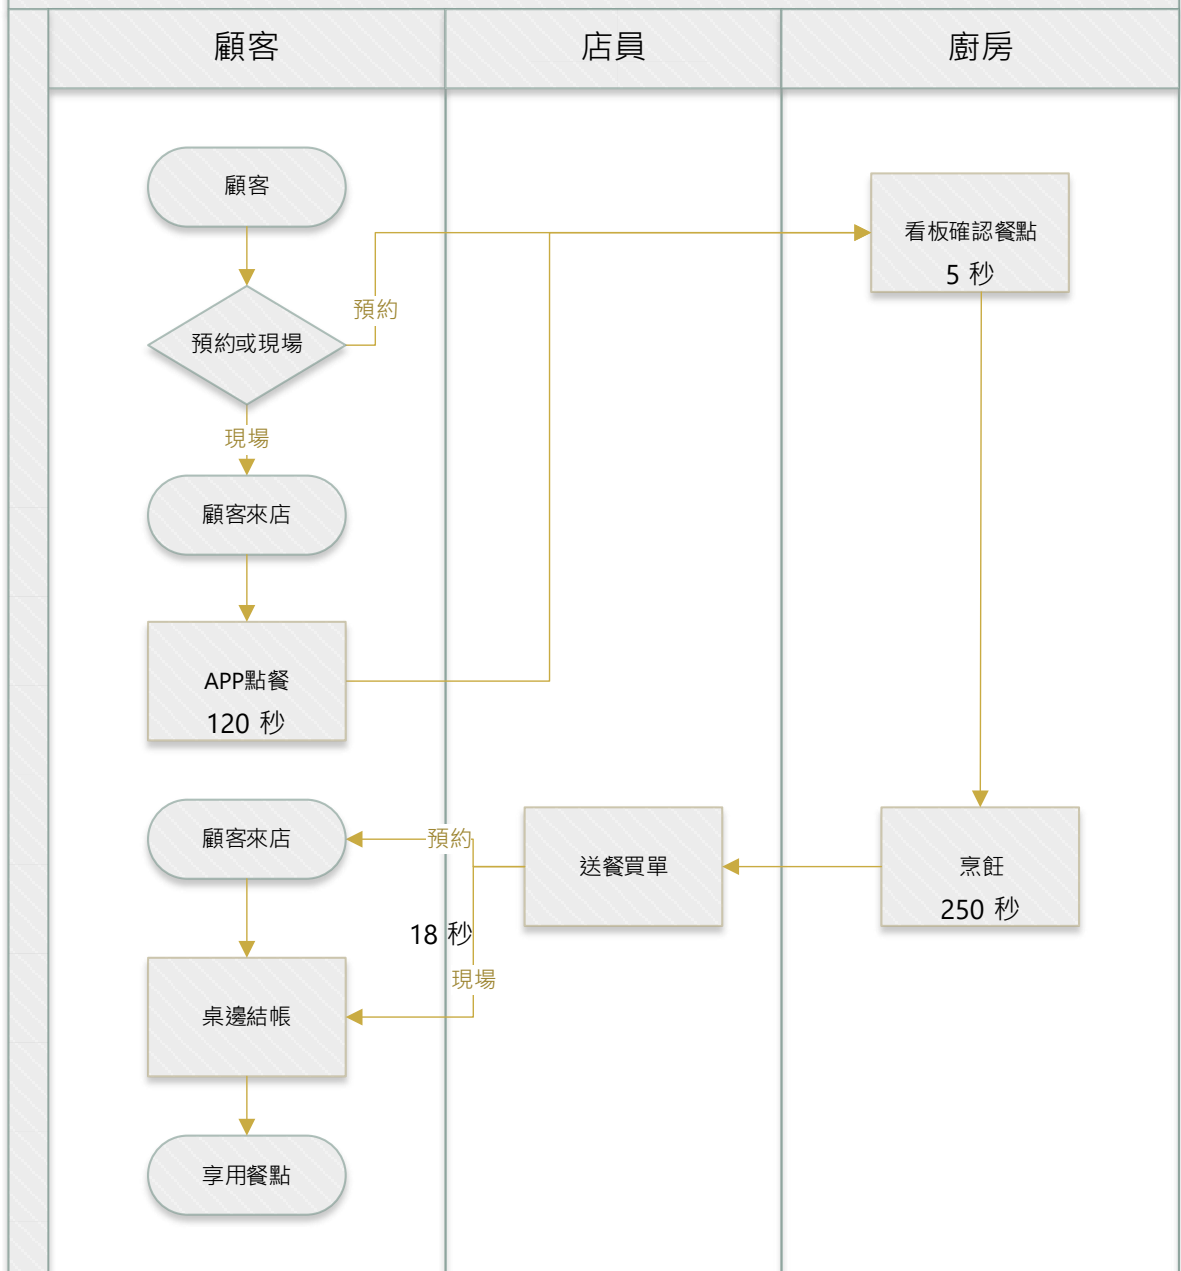 顧客
店員
廚房
顧客
看板確認餐點
5 秒
預約
預約或現場
現場
顧客來店
APP點餐
120 秒
顧客來店
預約
送餐買單
烹飪
250 秒
18 秒
現場
桌邊結帳
享用餐點